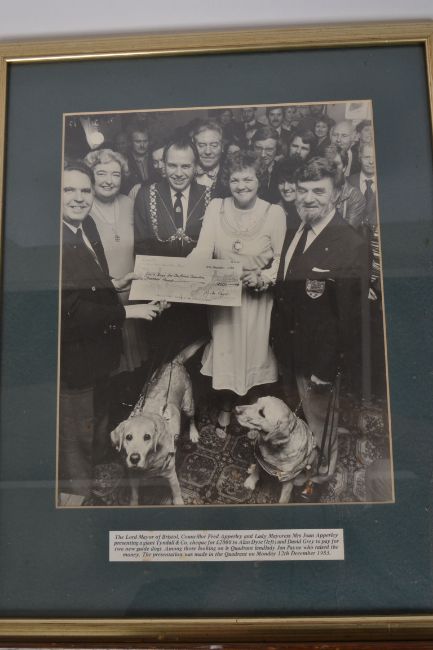 The Lord Mayor of Bristol, Councillor Fred Apperley and Lady Mayoress Mrs Joan Apperley
presenting a giant Tyndall & Co. cheque for £2000 to Alan Dyte (left) and David Grey to pay for
two new guide dogs. Among those looking on is Quadrant landlady Jan Payne who raised the
money. The presentation was made in the Quadrant on Monday 12th December 1983.